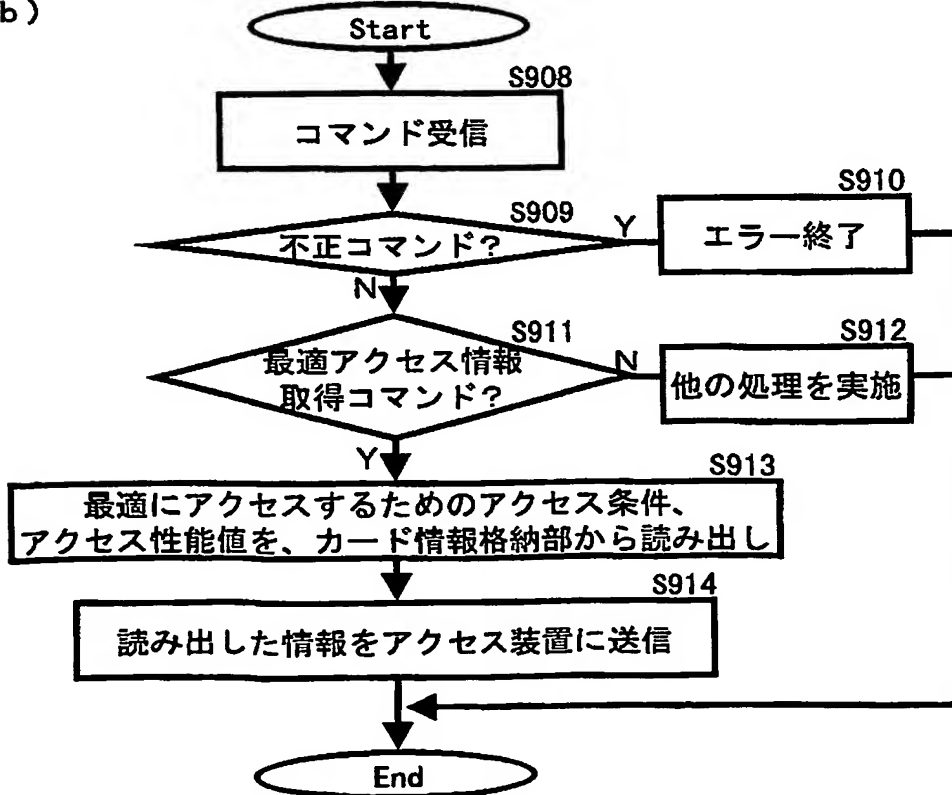 b)
Start
S908
コマンド受信
S909
不正コマンド?
Y
S910
エラー終了
N
S911
最適アクセス情報
取得コマンド?
N
S912
他の処理を実施
Y
S913
最適にアクセスするためのアクセス条件、
アクセス性能値を、カード情報格納部から読み出し
S914
読み出した情報をアクセス装置に送信
End